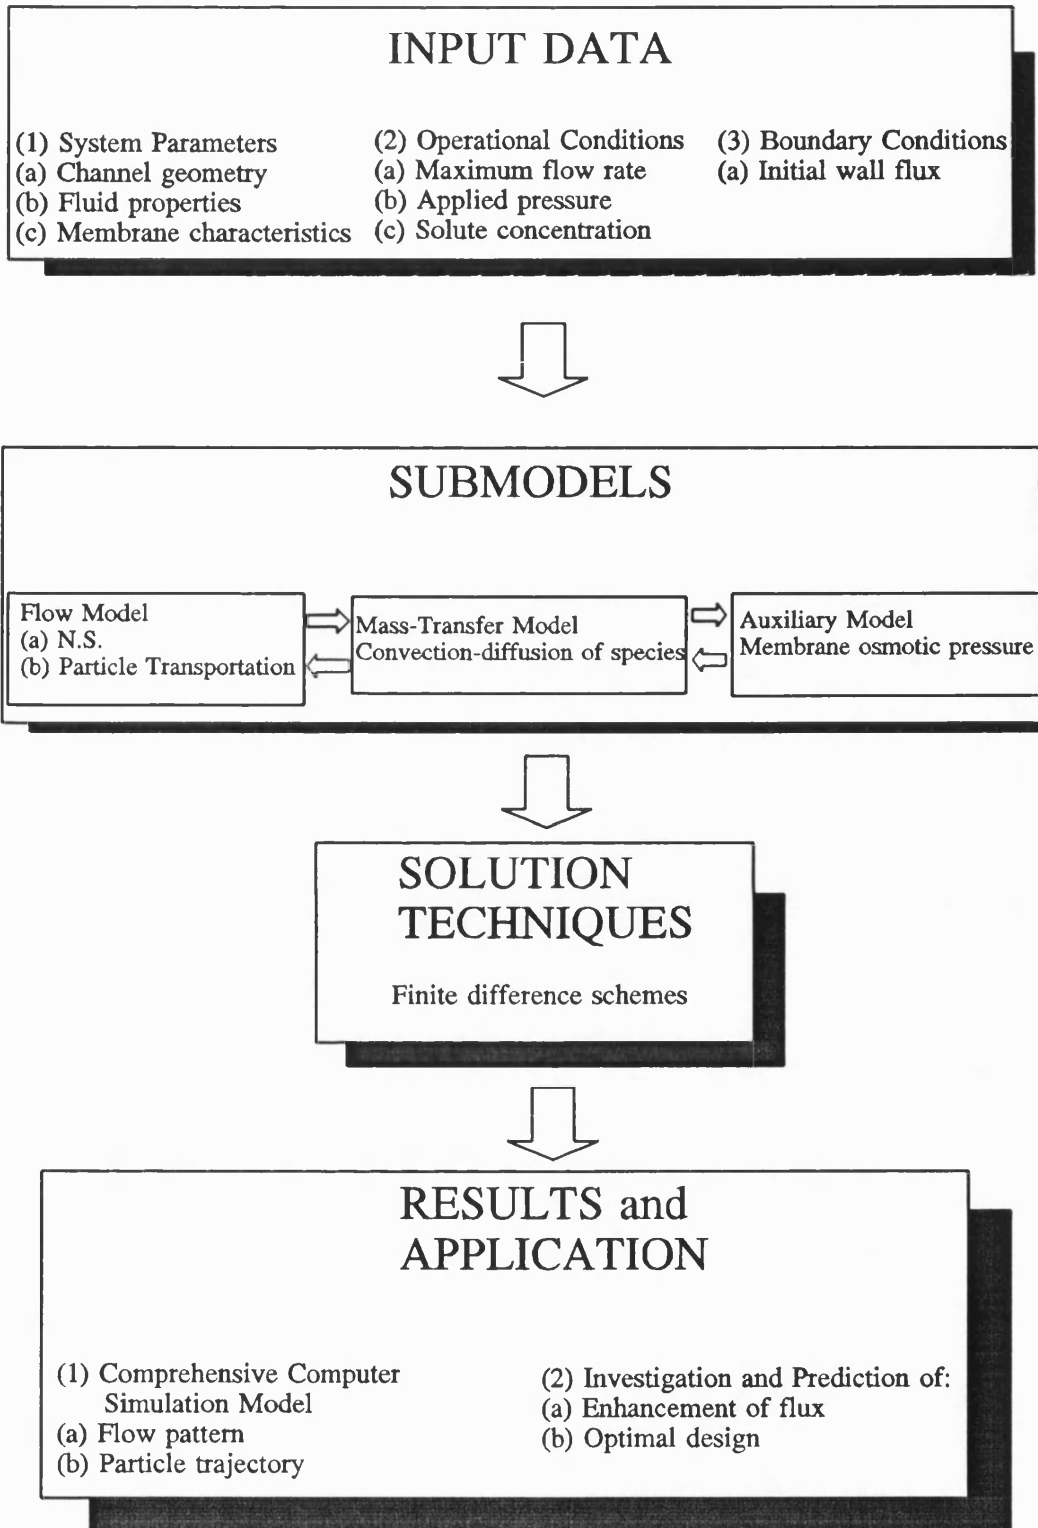 INPUT DATA
(1) System Parameters
(a) Channel geometry
(b) Fluid properties
(c) Membrane characteristics
(2) Operational Conditions
(a) Maximum flow rate
(b) Applied pressure
(c) Solute concentration
(3) Boundary Conditions
(a) Initial wall flux
SUBMODELS
Flow Model
(a) N.S.
(b) Particle Transportation
Mass-Transfer Model
Convection-diffusion of species
Auxiliary Model
Membrane osmotic pressure
SOLUTION
TECHNIQUES
Finite difference schemes
RESULTS and
APPLICATION
(1) Comprehensive Computer
Simulation Model
(a) Flow pattern
(b) Particle trajectory
(2) Investigation and Prediction of:
(a) Enhancement of flux
(b) Optimal design